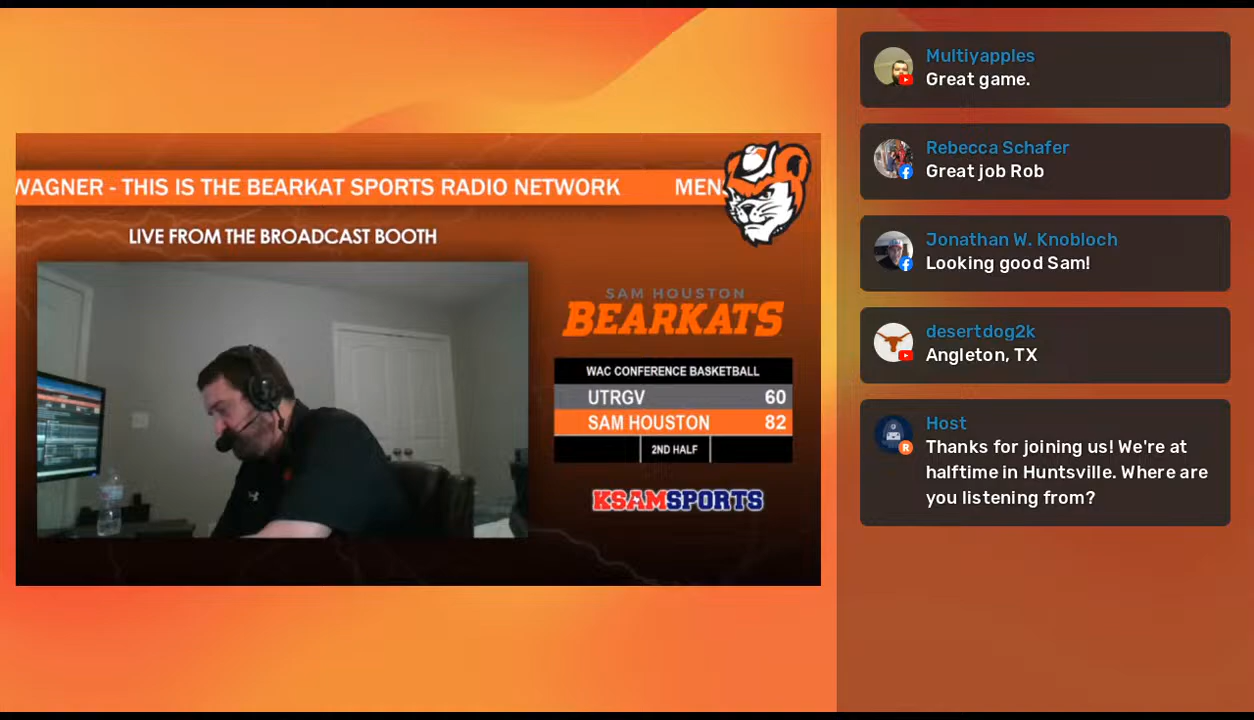 WAGNER - THIS IS THE BEARKAT SPORTS RADIO NETWORK MENS
LIVE FROM THE BROADCAST BOOTH
SAM HOUSTON
BEARKATS
WAC CONFERENCE BASKETBALL
UTRGV 60
SAM HOUSTON 82
2ND HALF
KSAMSPORTS
Multiyapples
Great game.
Rebecca Schafer
Great job Rob
Jonathan W. Knobloch
Looking good Sam!
desertdog2k
Angleton, TX
Host
Thanks for joining us! We're at
halftime in Huntsville. Where are
you listening from?